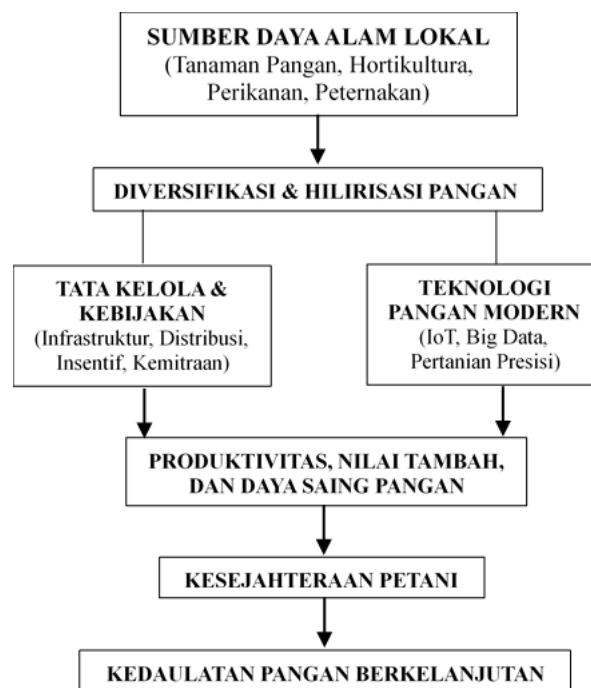 SUMBER DAYA ALAM LOKAL
(Tanaman Pangan, Hortikultura,
Perikanan, Peternakan)
DIVERSIFIKASI & HILIRISASI PANGAN
TATA KELOLA &
KEBIJAKAN
(Infrastruktur, Distribusi,
Insentif, Kemitraan)
TEKNOLOGI
PANGAN MODERN
(IoT, Big Data,
Pertanian Presisi)
PRODUKTIVITAS, NILAI TAMBAH,
DAN DAYA SAING PANGAN
KESEJAHTERAAN PETANI
KEDAULATAN PANGAN BERKELANJUTAN